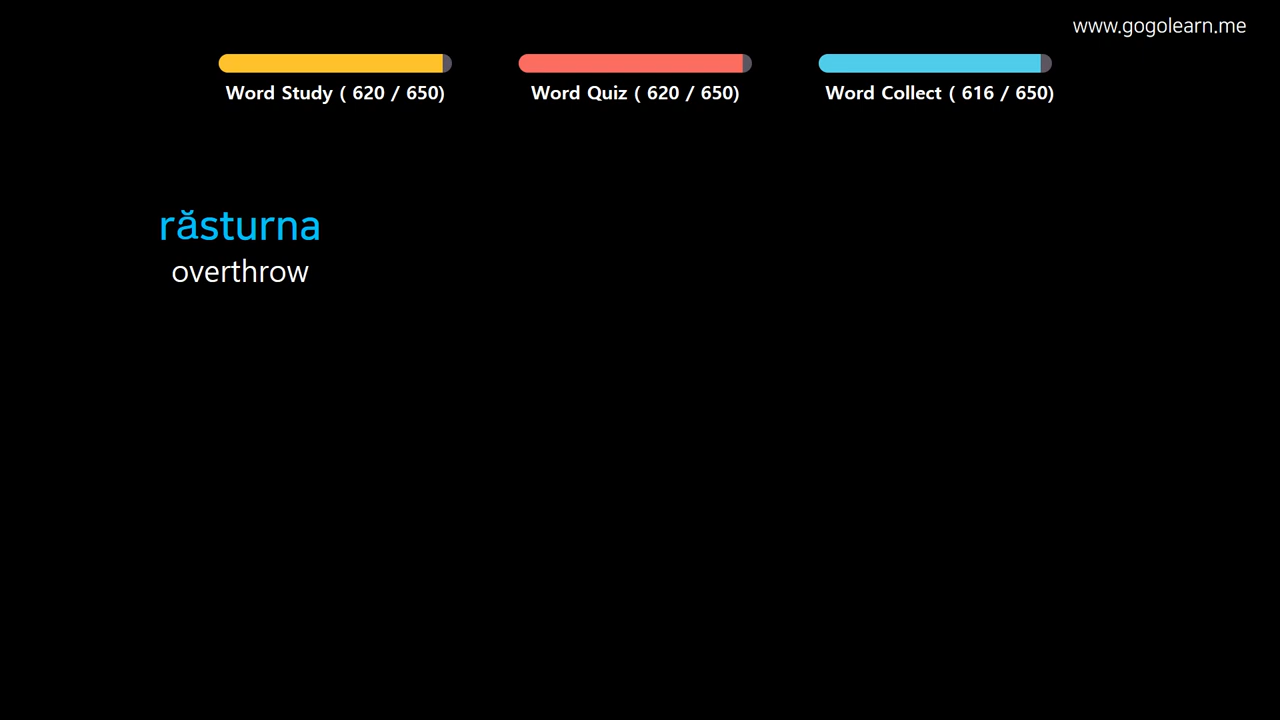 www.gogolearn.me
Word Study ( 620 / 650)
Word Quiz ( 620 / 650)
Word Collect ( 616 / 650)
răsturna
overthrow